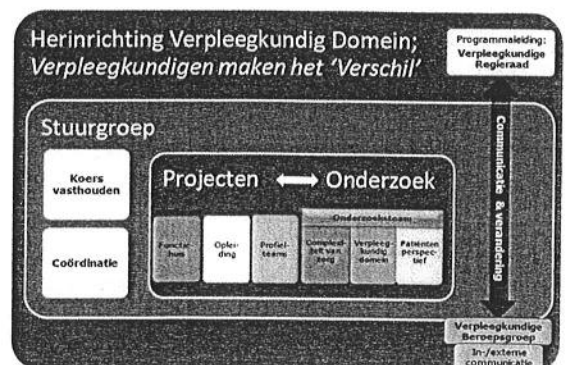 Herinrichting Verpleegkundig Domein;
Verpleegkundigen maken het ‘Verschil’
Programmaleiding:
Verpleegkundige
Regieraad
Stuurgroep
Koers
vasthouden
Coördinatie
Projecten
Onderzoek
Functie-
huis
Oplei-
ding
Profiel-
teams
Onderzoeksteam
Complexi-
teit van
zorg
Verpleeg-
kundig
domein
Patiënten
perspec-
tief
Communicatie & verandering
Verpleegkundige
Beroepsgroep
In-/externe
communicatie